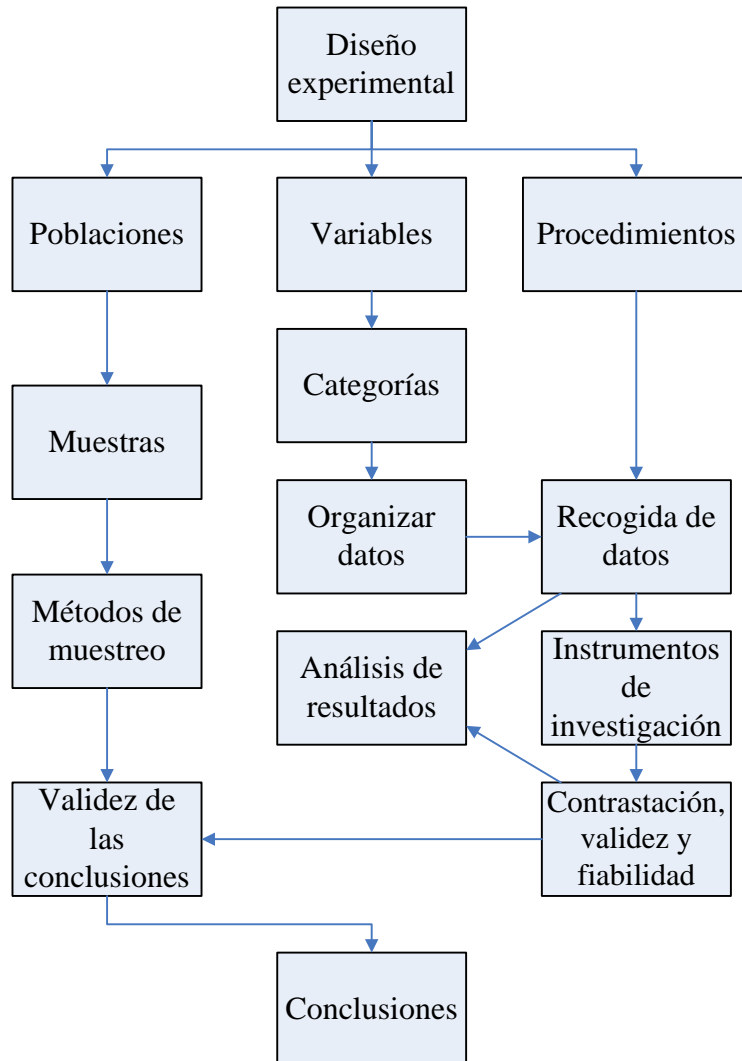 Diseño
experimental
Poblaciones
Variables
Procedimientos
Categorías
Muestras
Organizar
datos
Recogida de
datos
Métodos de
muestreo
Análisis de
resultados
Instrumentos
de
investigación
Validez de
las
conclusiones
Contrastación,
validez y
fiabilidad
Conclusiones